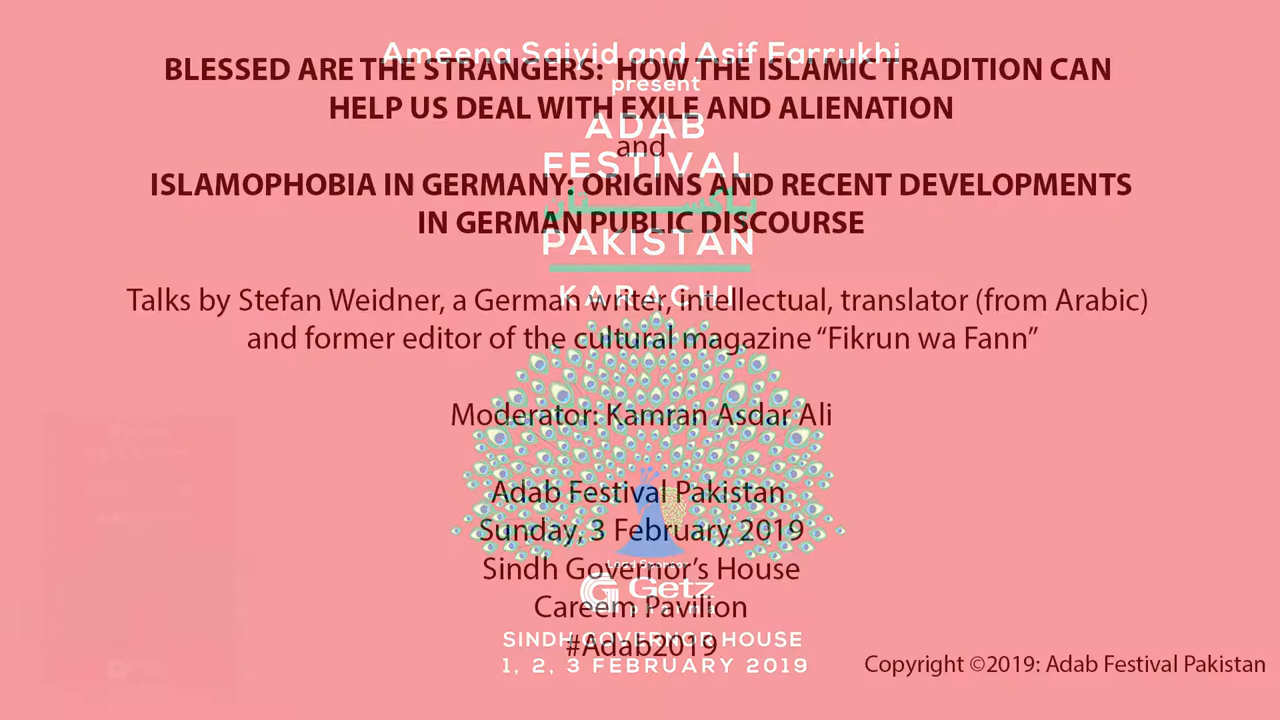 Ameena Saiyid and Asif Farrukhi
present
ADAB
FESTIVAL
پاکستان
PAKISTAN
KARACHI
Lead Sponsor
Getz
pharma
SINDH GOVERNOR HOUSE
1, 2, 3 FEBRUARY 2019
BLESSED ARE THE STRANGERS: HOW THE ISLAMIC TRADITION CAN
HELP US DEAL WITH EXILE AND ALIENATION
and
ISLAMOPHOBIA IN GERMANY: ORIGINS AND RECENT DEVELOPMENTS
IN GERMAN PUBLIC DISCOURSE
Talks by Stefan Weidner, a German writer, intellectual, translator (from Arabic)
and former editor of the cultural magazine “Fikrun wa Fann”
Moderator: Kamran Asdar Ali
Adab Festival Pakistan
Sunday, 3 February 2019
Sindh Governor’s House
Careem Pavilion
#Adab2019
Copyright ©2019: Adab Festival Pakistan